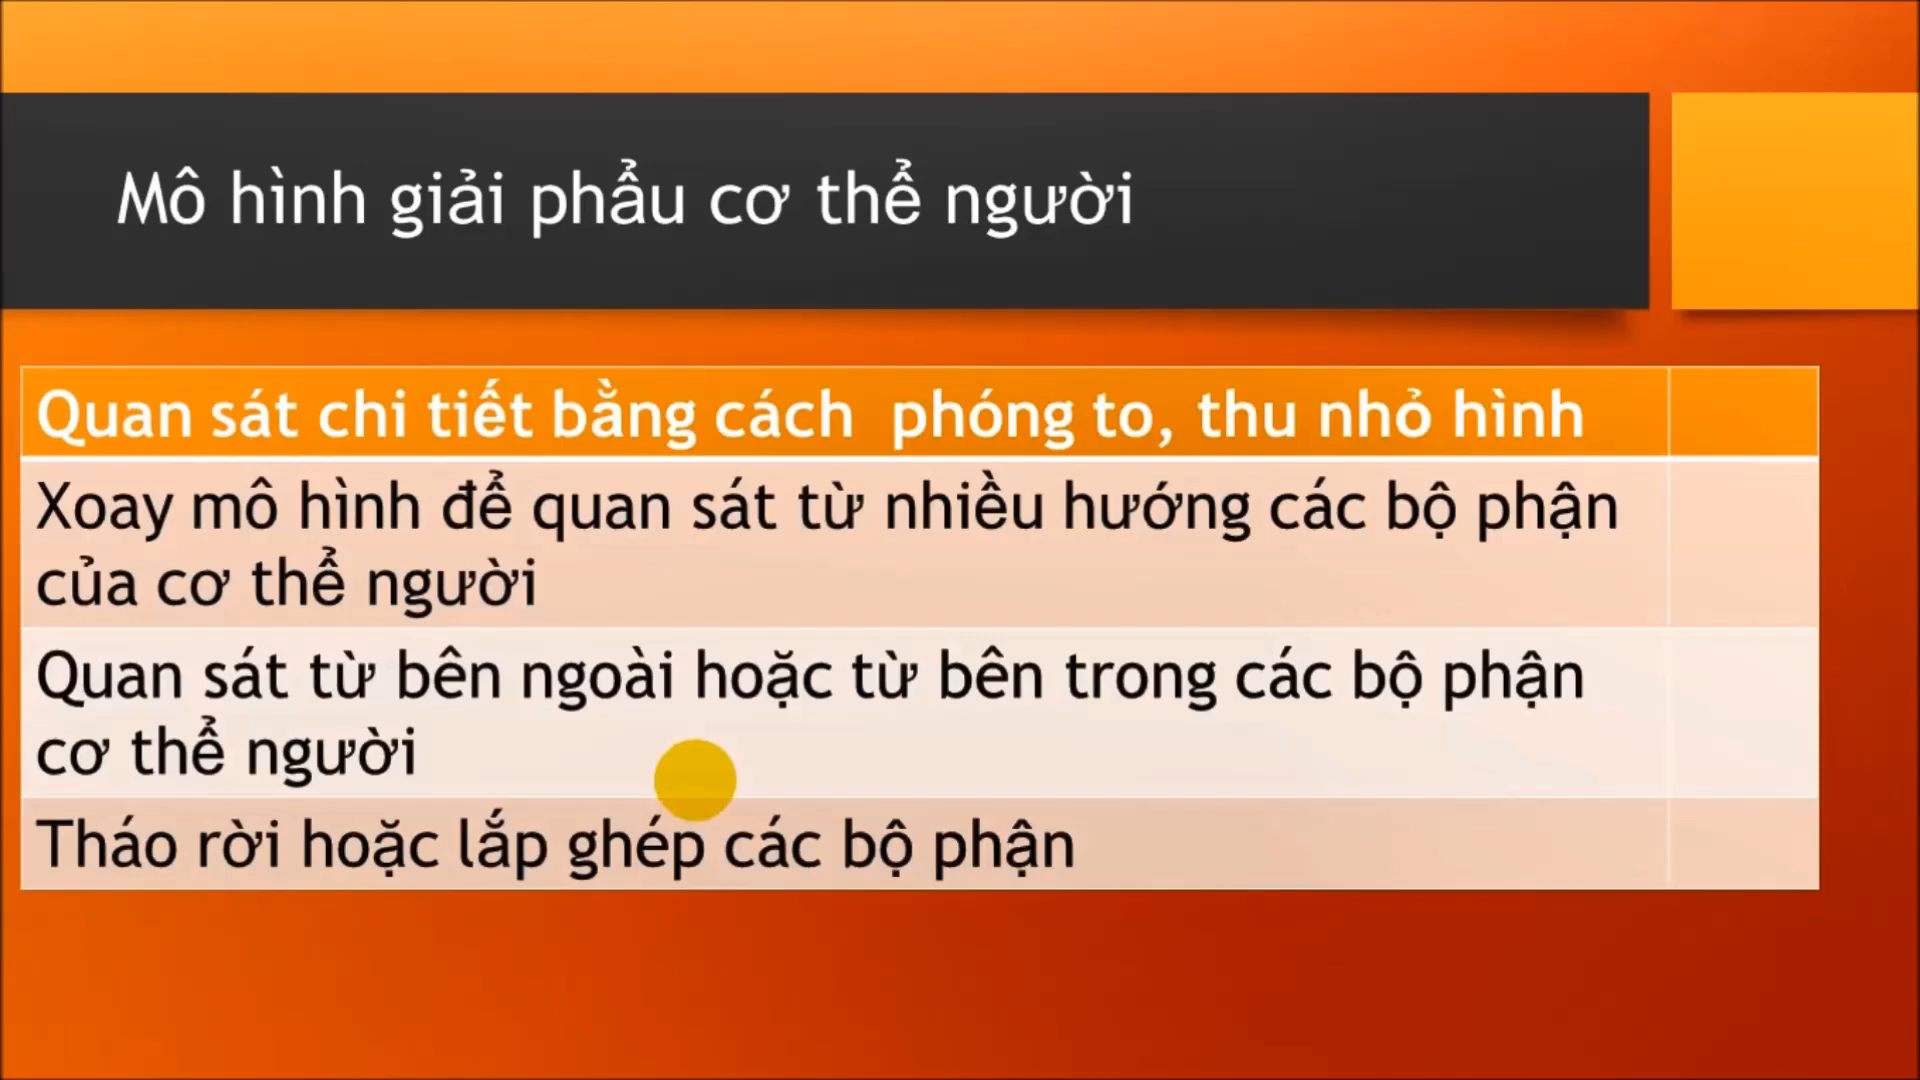 Mô hình giải phẩu cơ thể người
Quan sát chi tiết bằng cách phóng to, thu nhỏ hình
Xoay mô hình để quan sát từ nhiều hướng các bộ phận
của cơ thể người
Quan sát từ bên ngoài hoặc từ bên trong các bộ phận
cơ thể người
Tháo rời hoặc lắp ghép các bộ phận